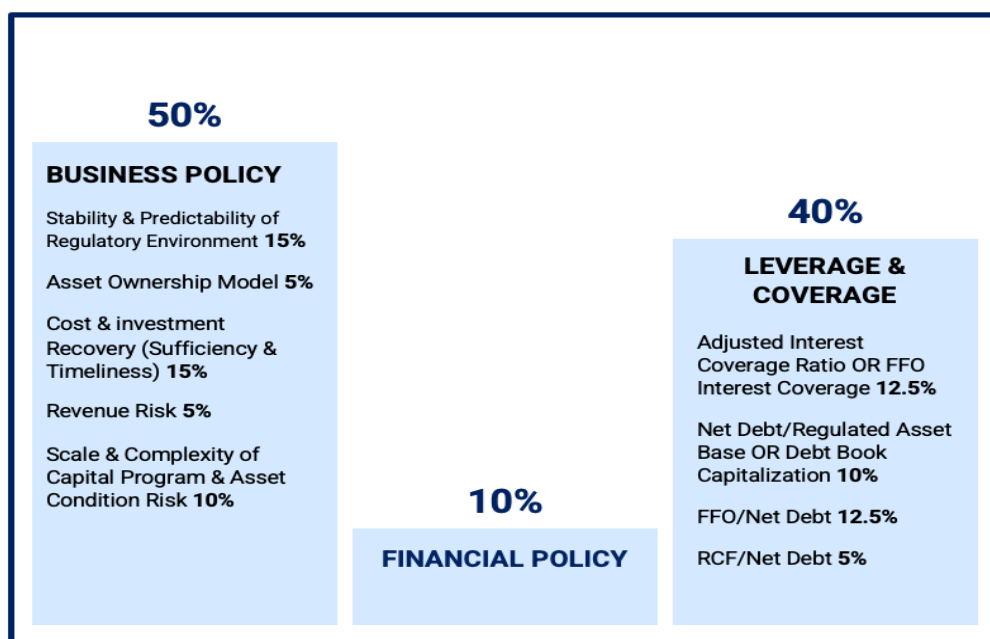 50%
BUSINESS POLICY
Stability & Predictability of
Regulatory Environment 15%
Asset Ownership Model 5%
Cost & investment
Recovery (Sufficiency &
Timeliness) 15%
Revenue Risk 5%
Scale & Complexity of
Capital Program & Asset
Condition Risk 10%
10%
FINANCIAL POLICY
40%
LEVERAGE &
COVERAGE
Adjusted Interest
Coverage Ratio OR FFO
Interest Coverage 12.5%
Net Debt/Regulated Asset
Base OR Debt Book
Capitalization 10%
FFO/Net Debt 12.5%
RCF/Net Debt 5%